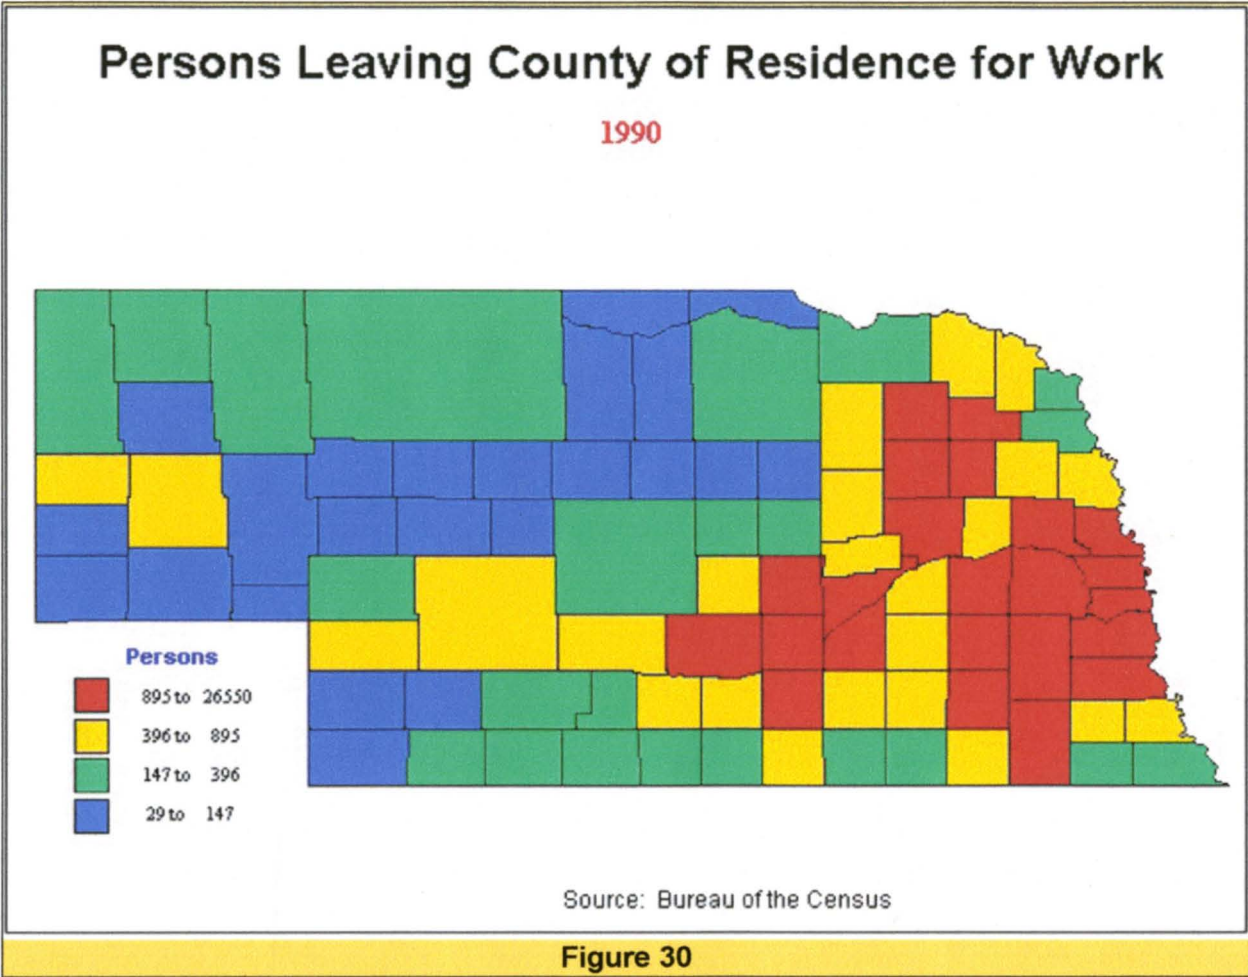 Persons Leaving County of Residence for Work
1990
Persons
895 to 26550
396 to 895
147 to 396
29 to 147
Source: Bureau of the Census
Figure 30